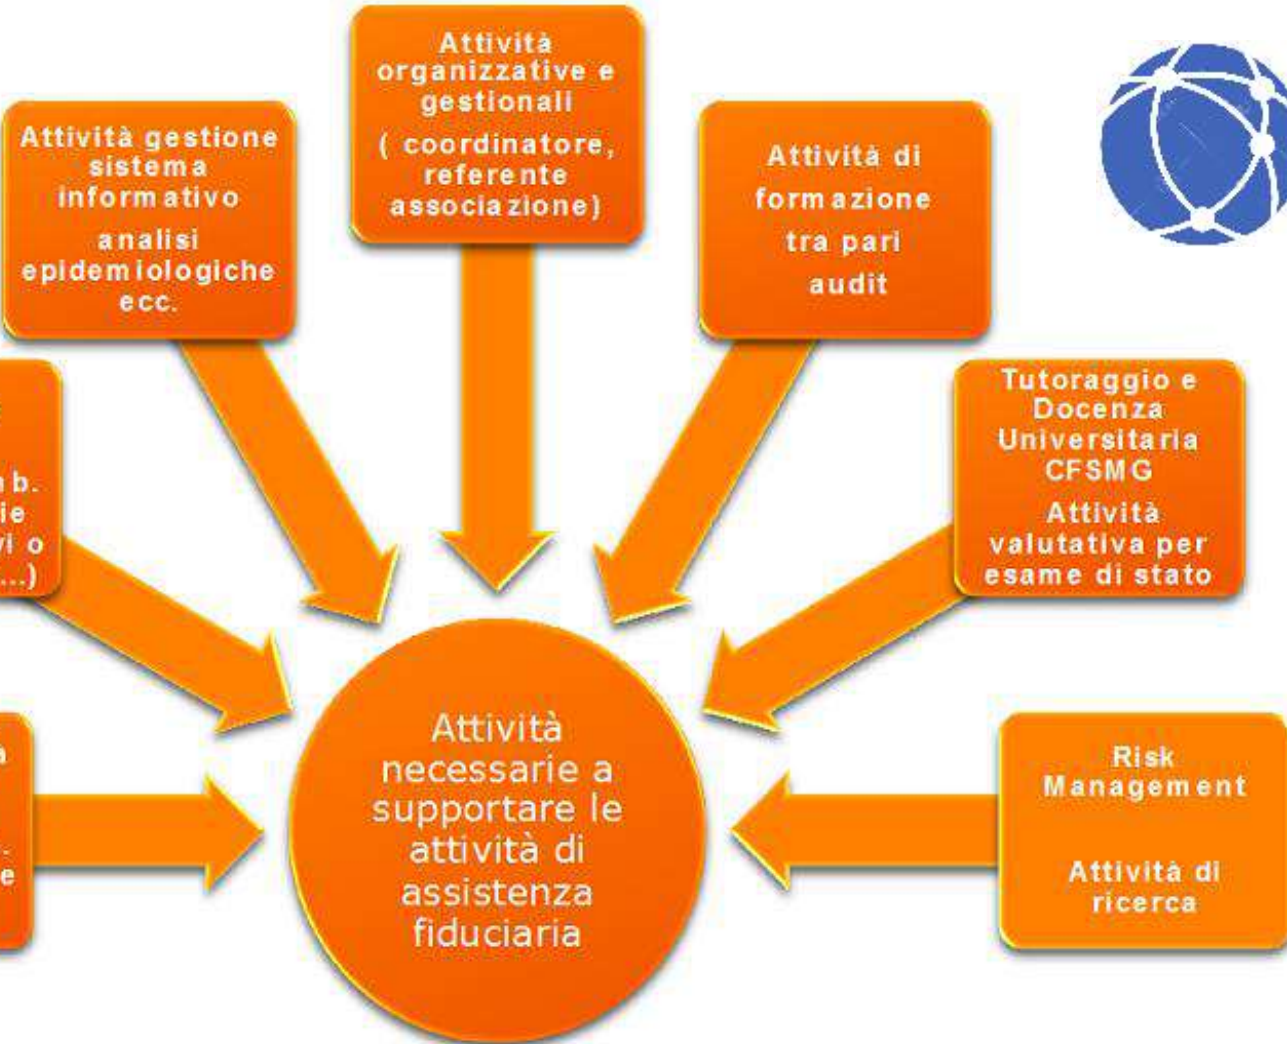 Attività
organizzative e
gestionali
( coordinatore,
referente
associazione)
Attività gestione
sistema
informativo
analisi
epidemiologiche
ecc.
Attività di
formazione
tra pari
audit
Tutoraggio e
Docenza
Universitaria
CFSMG
Attività
valutativa per
esame di stato
Attività
necessarie a
supportare le
attività di
assistenza
fiduciaria
Risk
Management
Attività di
ricerca